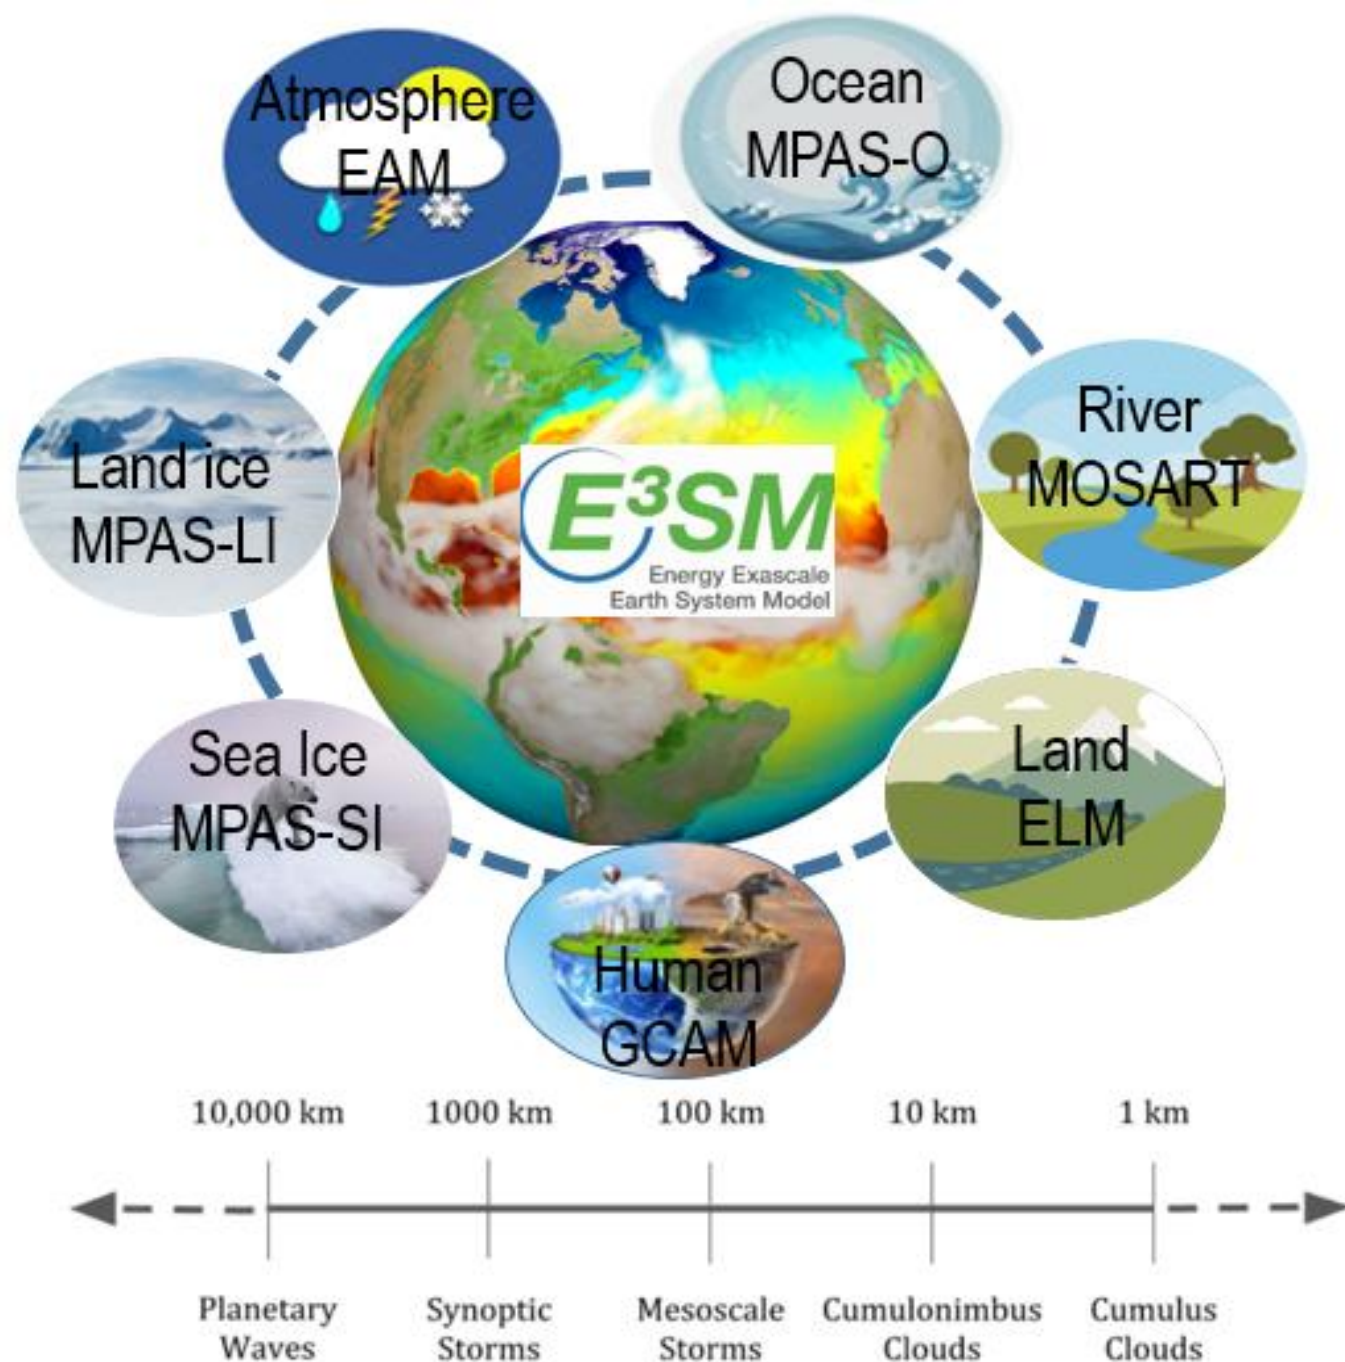 Atmosphere
EAM
Ocean
MPAS-O
Land ice
MPAS-LI
River
MOSART
E³SM
Energy Exascale
Earth System Model
Sea Ice
MPAS-SI
Land
ELM
Human
GCAM
10,000 km 1000 km 100 km 10 km 1 km
Planetary Synoptic Mesoscale Cumulonimbus Cumulus
Waves Storms Storms Clouds Clouds